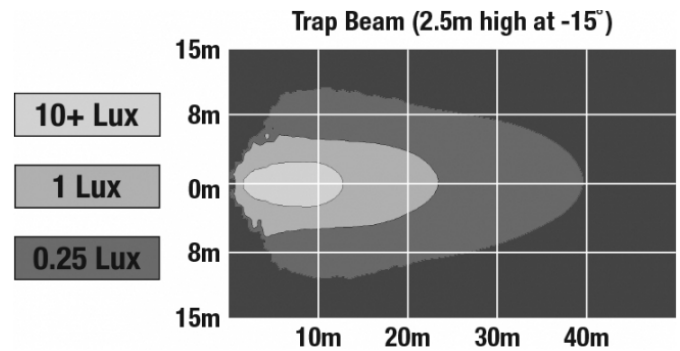 Trap Beam (2.5m high at -15°)
15m
10+ Lux
8m
1 Lux
0m
0.25 Lux
8m
15m
10m 20m 30m 40m